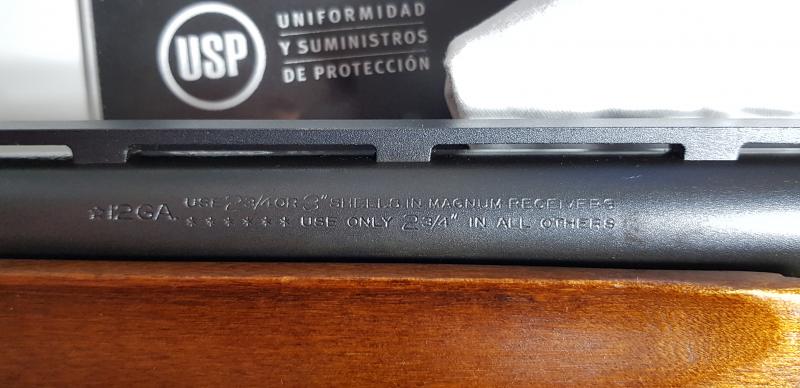 USP
UNIFORMIDAD
Y SUMINISTROS
DE PROTECCIÓN
☆12GA. USE 2 3/4 OR 3" SHELLS IN MAGNUM RECEIVERS
☆☆☆☆☆☆ USE ONLY 2 3/4" IN ALL OTHERS